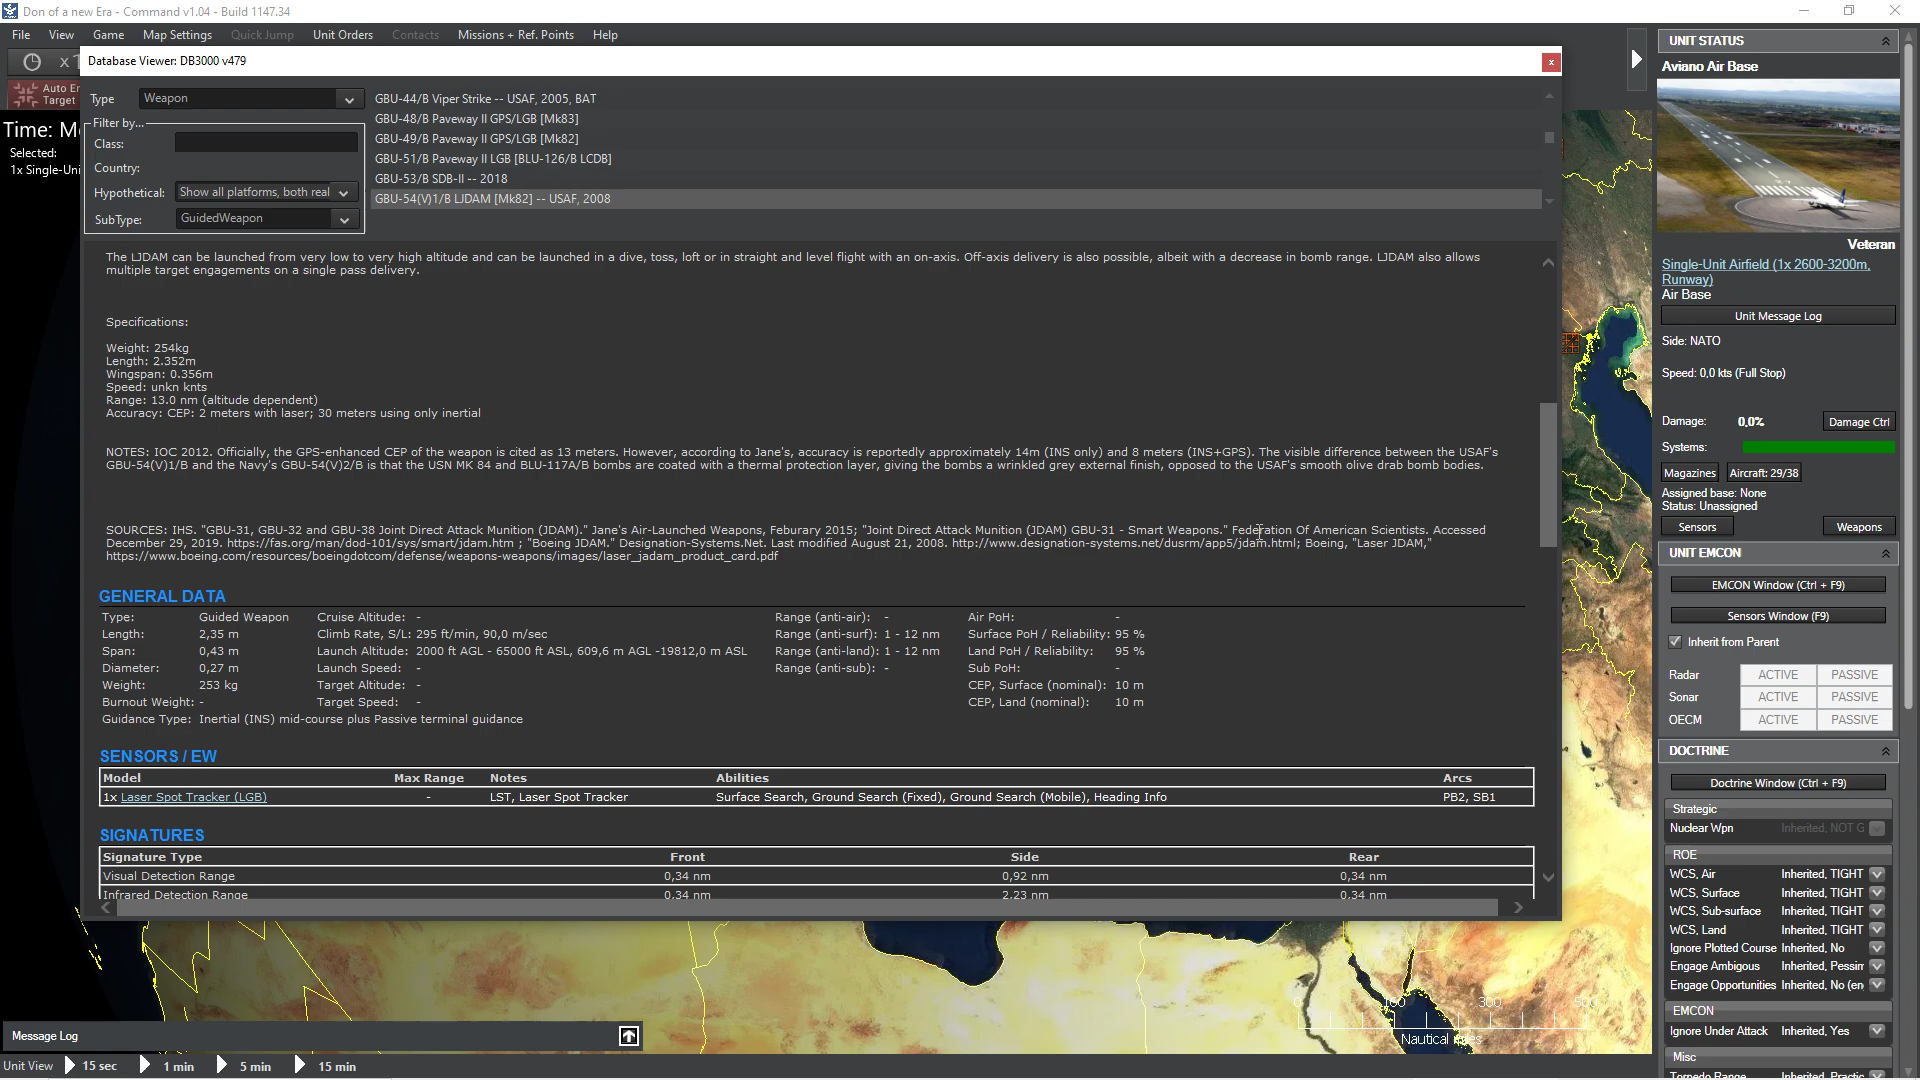 Don of a new Era - Command v1.04 - Build 1147.34
File View Game Map Settings Quick Jump Unit Orders Contacts Missions + Ref. Points Help
Database Viewer: DB3000 v479
x
Auto
Target
Time:
Selected:
Type Weapon
Filter by...
Class:
Country:
Hypothetical: Show all platforms, both real
SubType: GuidedWeapon
GBU-44/B Viper Strike -- USAF, 2005, BAT
GBU-48/B Paveway II GPS/LGB [Mk83]
GBU-49/B Paveway II GPS/LGB [Mk82]
GBU-51/B Paveway II LGB [BLU-126/B LCDB]
GBU-53/B SDB-II -- 2018
GBU-54(V)1/B LJDAM [Mk82] -- USAF, 2008
The LJDAM can be launched from very low to very high altitude and can be launched in a dive, toss, loft or in straight and level flight with an on-axis. Off-axis delivery is also possible, albeit with a decrease in bomb range. LJDAM also allows
multiple target engagements on a single pass delivery.
Specifications:
Weight: 254kg
Length: 2.352m
Wingspan: 0.356m
Speed: unkn knts
Range: 13.0 nm (altitude dependent)
Accuracy: CEP: 2 meters with laser; 30 meters using only inertial
NOTES: IOC 2012. Officially, the GPS-enhanced CEP of the weapon is cited as 13 meters. However, according to Jane's, accuracy is reportedly approximately 14m (INS only) and 8 meters (INS+GPS). The visible difference between the USAF's
GBU-54(V)1/B and the Navy's GBU-54(V)2/B is that the USN MK 84 and BLU-117A/B bombs are coated with a thermal protection layer, giving the bombs a wrinkled grey external finish, opposed to the USAF's smooth olive drab bomb bodies.
SOURCES: IHS. "GBU-31, GBU-32 and GBU-38 Joint Direct Attack Munition (JDAM)." Jane's Air-Launched Weapons, Feburary 2015; "Joint Direct Attack Munition (JDAM) GBU-31 - Smart Weapons." Federation Of American Scientists. Accessed
December 29, 2019. https://fas.org/man/dod-101/sys/smart/jdam.htm ; "Boeing JDAM." Designation-Systems.Net. Last modified August 21, 2008. http://www.designation-systems.net/dusrm/app5/jdam.html; Boeing, "Laser JDAM,"
https://www.boeing.com/resources/boeingdotcom/defense/weapons-weapons/images/laser_jadam_product_card.pdf
GENERAL DATA
Type: Guided Weapon Cruise Altitude: - Range (anti-air): - Air PoH: -
Length: 2,35 m Climb Rate, S/L: 295 ft/min, 90,0 m/sec Range (anti-surf): 1 - 12 nm Surface PoH / Reliability: 95 %
Span: 0,43 m Launch Altitude: 2000 ft AGL - 65000 ft ASL, 609,6 m AGL -19812,0 m ASL Range (anti-land): 1 - 12 nm Land PoH / Reliability: 95 %
Diameter: 0,27 m Launch Speed: - Range (anti-sub): - Sub PoH: -
Weight: 253 kg Target Altitude: - CEP, Surface (nominal): 10 m
Burnout Weight: - Target Speed: - CEP, Land (nominal): 10 m
Guidance Type: Inertial (INS) mid-course plus Passive terminal guidance
SENSORS / EW
Model Max Range Notes Abilities Arcs
1x Laser Spot Tracker (LGB) - LST, Laser Spot Tracker Surface Search, Ground Search (Fixed), Ground Search (Mobile), Heading Info PB2, SB1
SIGNATURES
Signature Type Front Side Rear
Visual Detection Range 0,34 nm 0,92 nm 0,34 nm
Infrared Detection Range 0,34 nm 2,23 nm 0,34 nm
Message Log
Unit View 15 sec 1 min 5 min 15 min
0 300
Nautical
UNIT STATUS
Aviano Air Base
Veteran
Single-Unit Airfield (1x 2600-3200m,
Runway)
Air Base
Unit Message Log
Side: NATO
Speed: 0,0 kts (Full Stop)
Damage: 0,0% Damage Ctrl
Systems:
Magazines Aircraft: 29/38
Assigned base: None
Status: Unassigned
Sensors Weapons
UNIT EMCON
EMCON Window (Ctrl + F9)
Sensors Window (F9)
Inherit from Parent
Radar ACTIVE PASSIVE
Sonar ACTIVE PASSIVE
OECM ACTIVE PASSIVE
DOCTRINE
Doctrine Window (Ctrl + F9)
Strategic
Nuclear Wpn Inherited, NOT G
ROE
WCS, Air Inherited, TIGHT
WCS, Surface Inherited, TIGHT
WCS, Sub-surface Inherited, TIGHT
WCS, Land Inherited, TIGHT
Ignore Plotted Course Inherited, No
Engage Ambiguous Inherited, Pessim
Engage Opportunities Inherited, No (en
EMCON
Ignore Under Attack Inherited, Yes
Misc
Torpedo Range Inherited, Practic